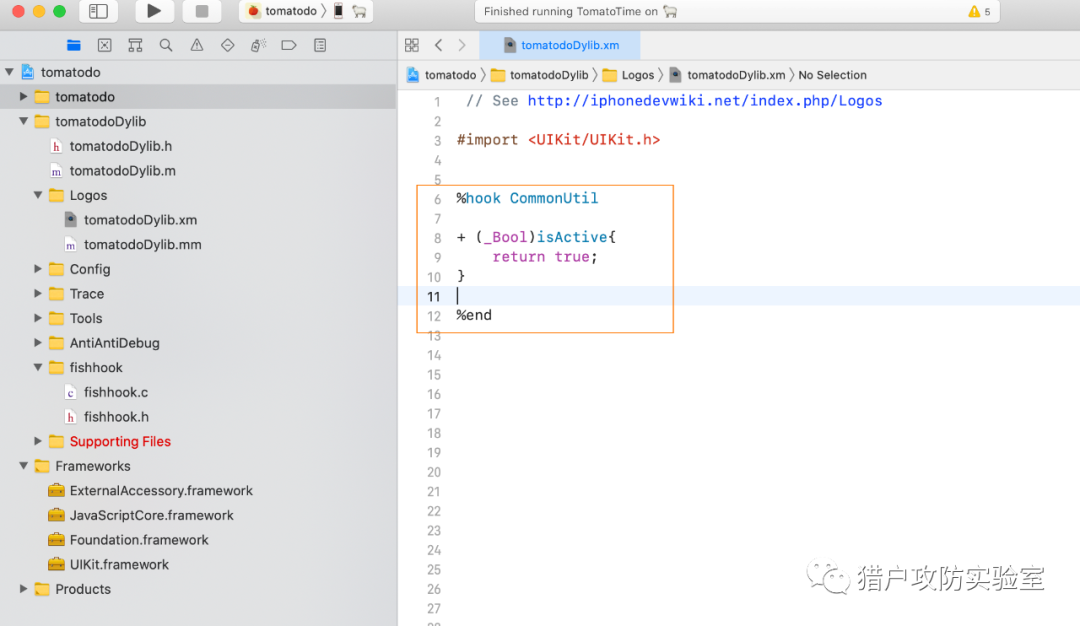 tomatodo
Finished running TomatoTime on
5
tomatodoDylib.xm
tomatodo
tomatodo
tomatodoDylib
h tomatodoDylib.h
m tomatodoDylib.m
Logos
tomatodoDylib.xm
m tomatodoDylib.mm
Config
Trace
Tools
AntiAntiDebug
fishhook
c fishhook.c
h fishhook.h
Supporting Files
Frameworks
ExternalAccessory.framework
JavaScriptCore.framework
Foundation.framework
UIKit.framework
Products
tomatodo 〉 tomatodoDylib 〉 Logos 〉 tomatodoDylib.xm 〉 No Selection
1 // See http://iphonedevwiki.net/index.php/Logos
2
3 #import <UIKit/UIKit.h>
4
5
6 %hook CommonUtil
7
8 + (_Bool)isActive{
9 return true;
10 }
11
12 %end
13
14
15
16
17
18
19
20
21
22
23
24
25
26
27
28
猎户攻防实验室